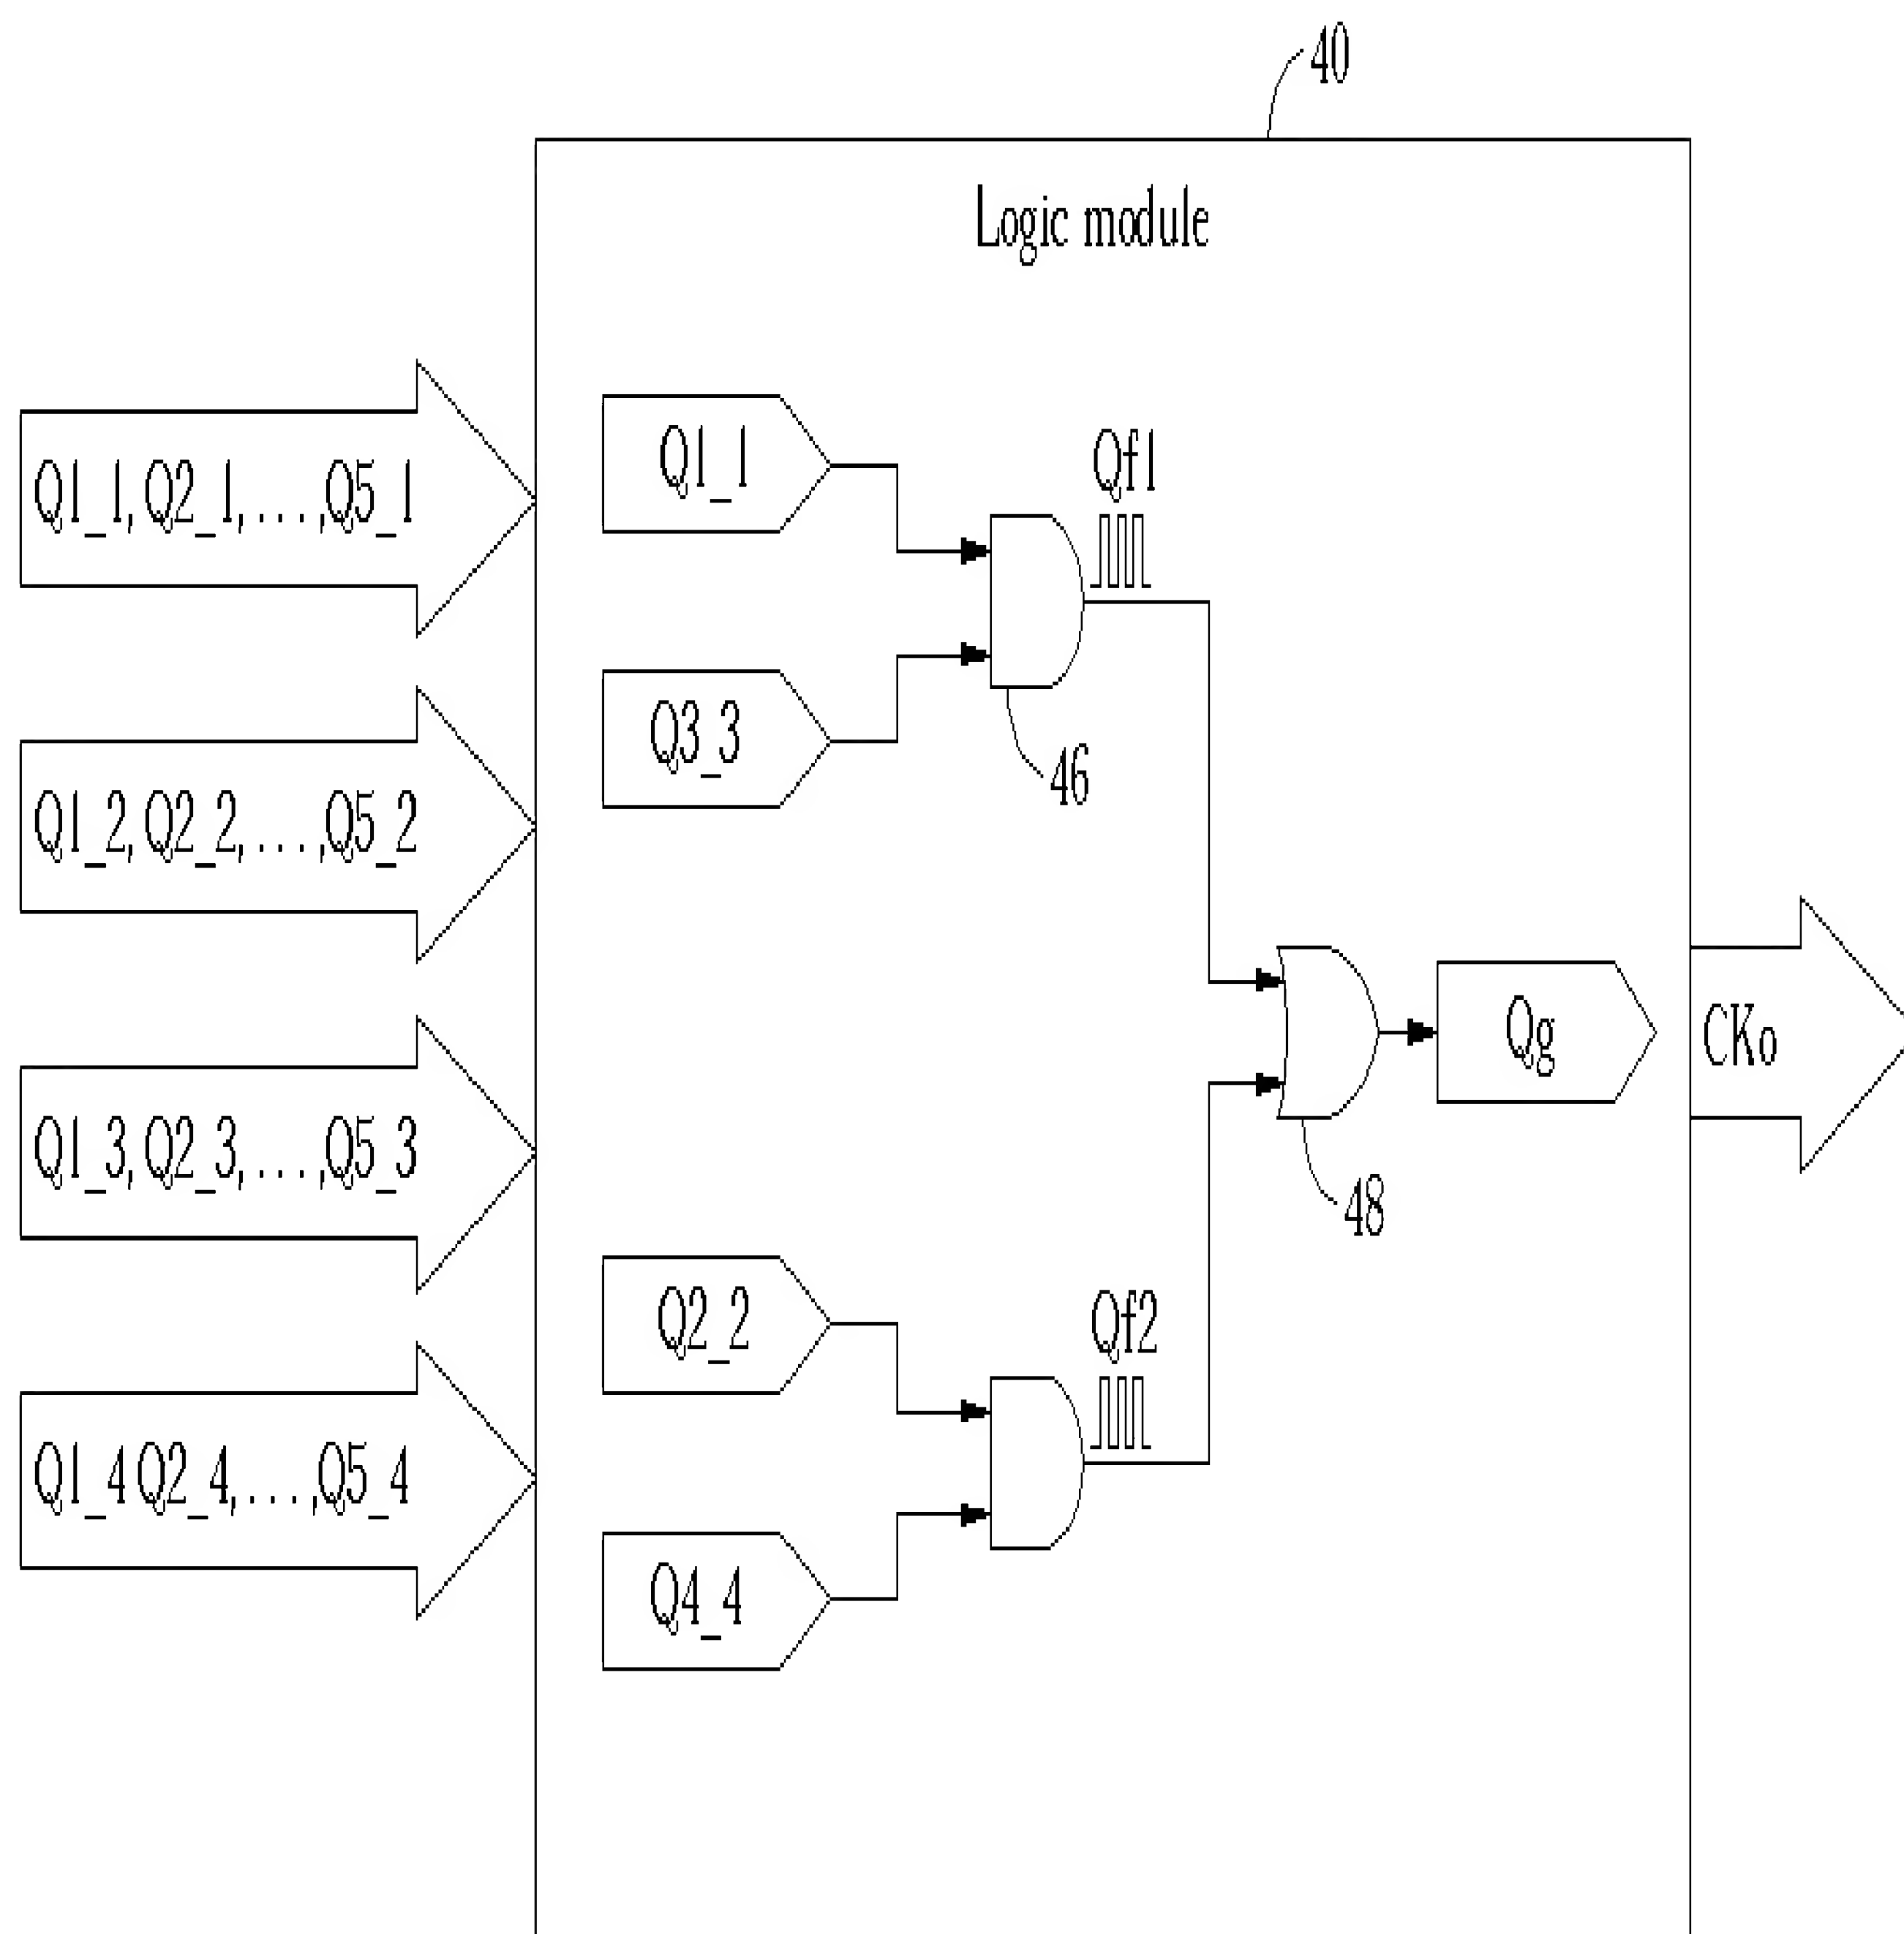 40
Logic module
Q1_1,Q2_1,...,Q5_1
Q1_1
Qf1
Q3_3
46
Q1_2,Q2_2,...,Q5_2
Qg
CKo
Q1_3,Q2_3,...,Q5_3
48
Q2_2
Qf2
Q1_4 Q2_4,...,Q5_4
Q4_4